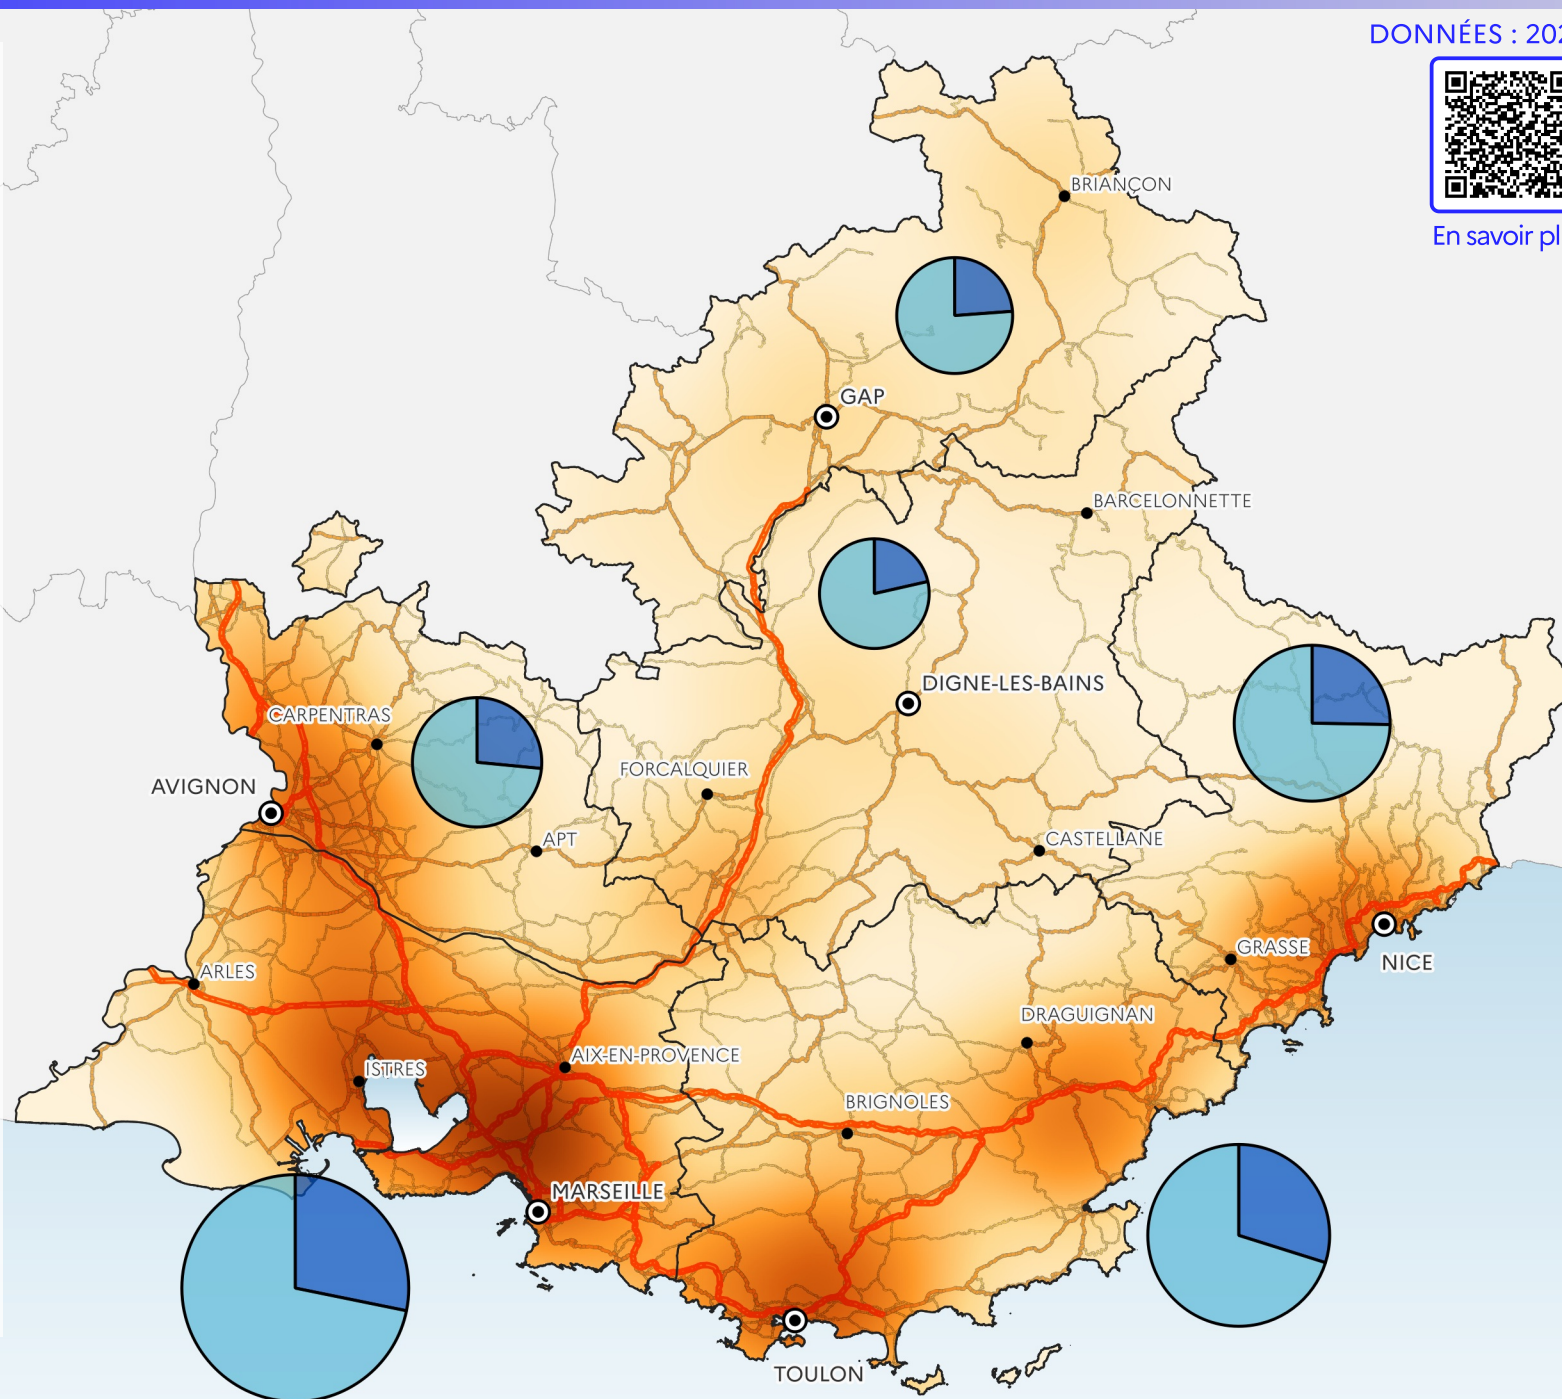 DONNÉES : 202
En savoir pl
BRIANÇON
GAP
BARCELONNETTE
DIGNE-LES-BAINS
CARPENTRAS
FORCALQUIER
AVIGNON
APT
CASTELLANE
GRASSE
NICE
ARLES
DRAGUIGNAN
ISTRES
AIX-EN-PROVENCE
BRIGNOLES
MARSEILLE
TOULON